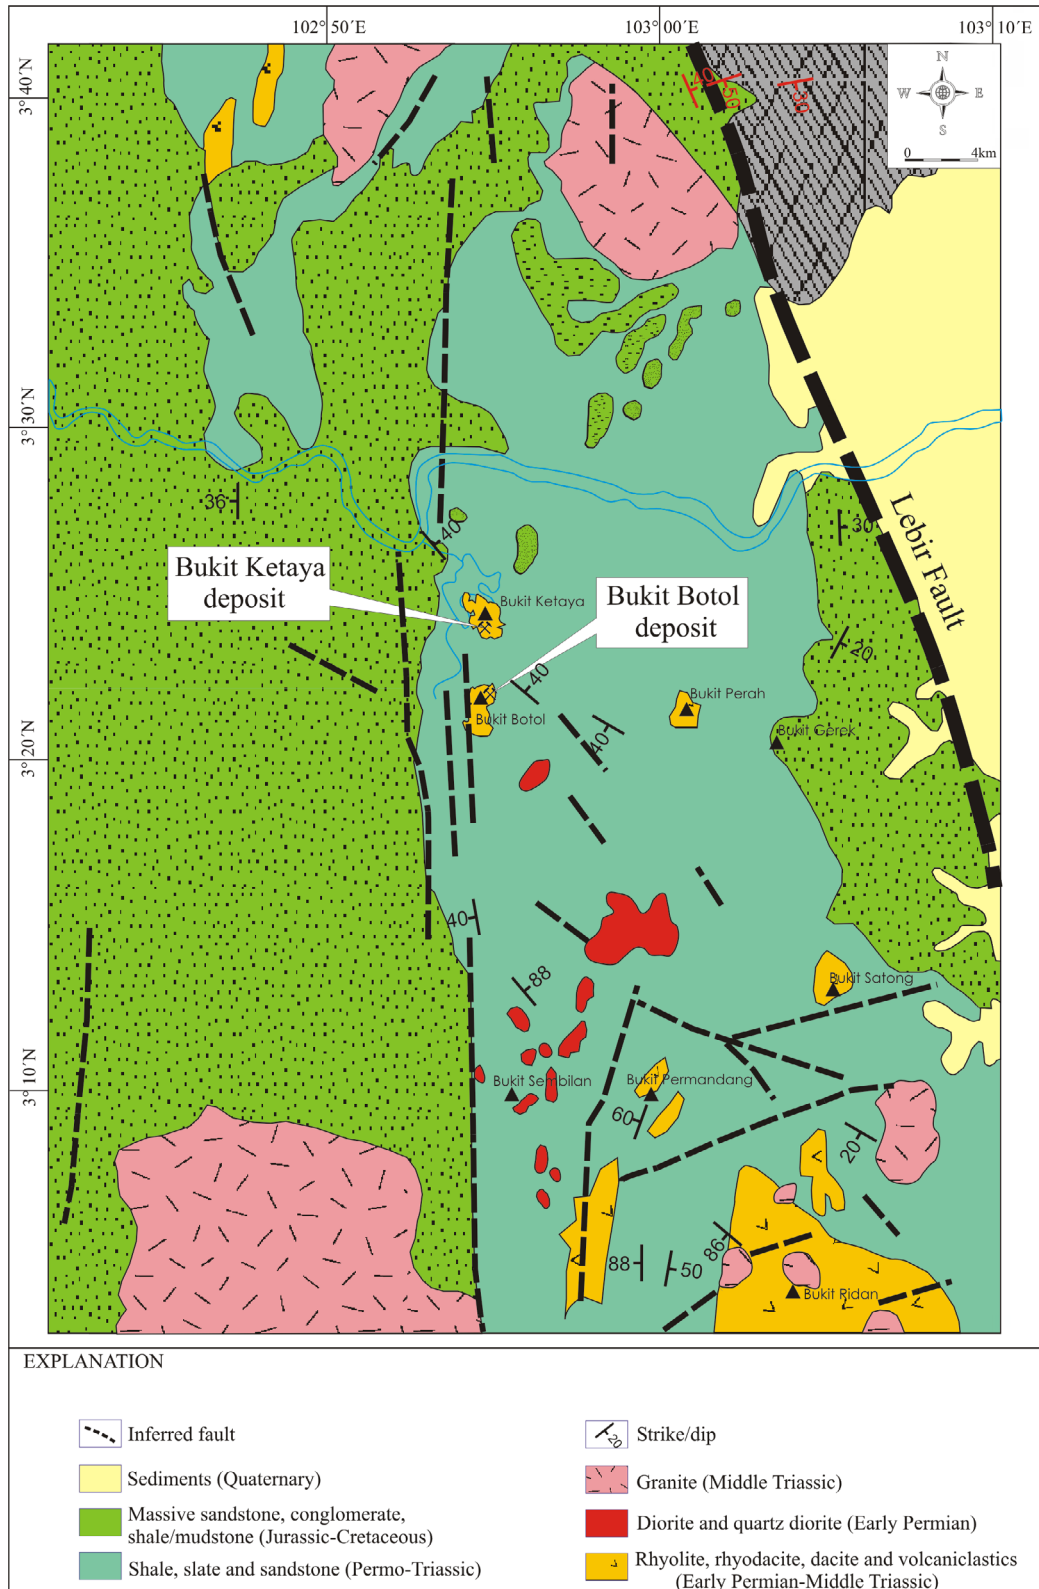 102°50´E
103°00´E
103°10´E
3°40´N
3°30´N
3°20´N
3°10´N
N
W
E
S
0
4km
40
50
30
36
40
30
Lebir Fault
Bukit Ketaya
deposit
Bukit Ketaya
Bukit Botol
deposit
20
40
Bukit Perah
Bukit Botol
40
Bukit Gerek
40
88
Bukit Satong
Bukit Sembilan
Bukit Permandang
60
20
86
88
50
Bukit Ridan
EXPLANATION
Inferred fault
20
Strike/dip
Sediments (Quaternary)
Granite (Middle Triassic)
Massive sandstone, conglomerate,
shale/mudstone (Jurassic-Cretaceous)
Diorite and quartz diorite (Early Permian)
Shale, slate and sandstone (Permo-Triassic)
Rhyolite, rhyodacite, dacite and volcaniclastics
(Early Permian-Middle Triassic)